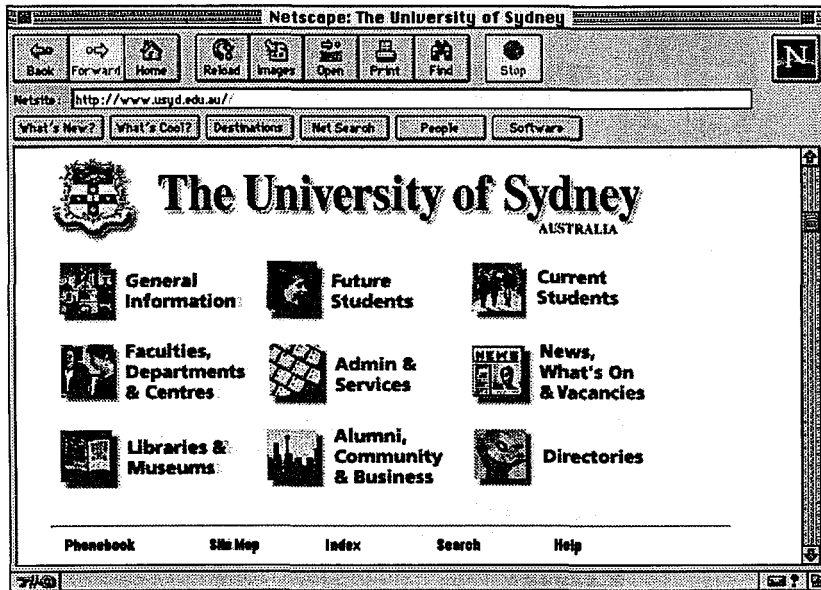 Netscape: The University of Sydney
Back Forward Home Reload Images Open Print Find Stop
N
Netsite: http://www.usyd.edu.au/
What's New? What's Cool? Destinations Net Search People Software
The University of Sydney
AUSTRALIA
General
Information
Future
Students
Current
Students
Faculties,
Departments
& Centres
Admin &
Services
NEWS
News,
What's On
& Vacancies
Libraries &
Museums
Alumni,
Community
& Business
Directories
Phonebook Site Map Index Search Help